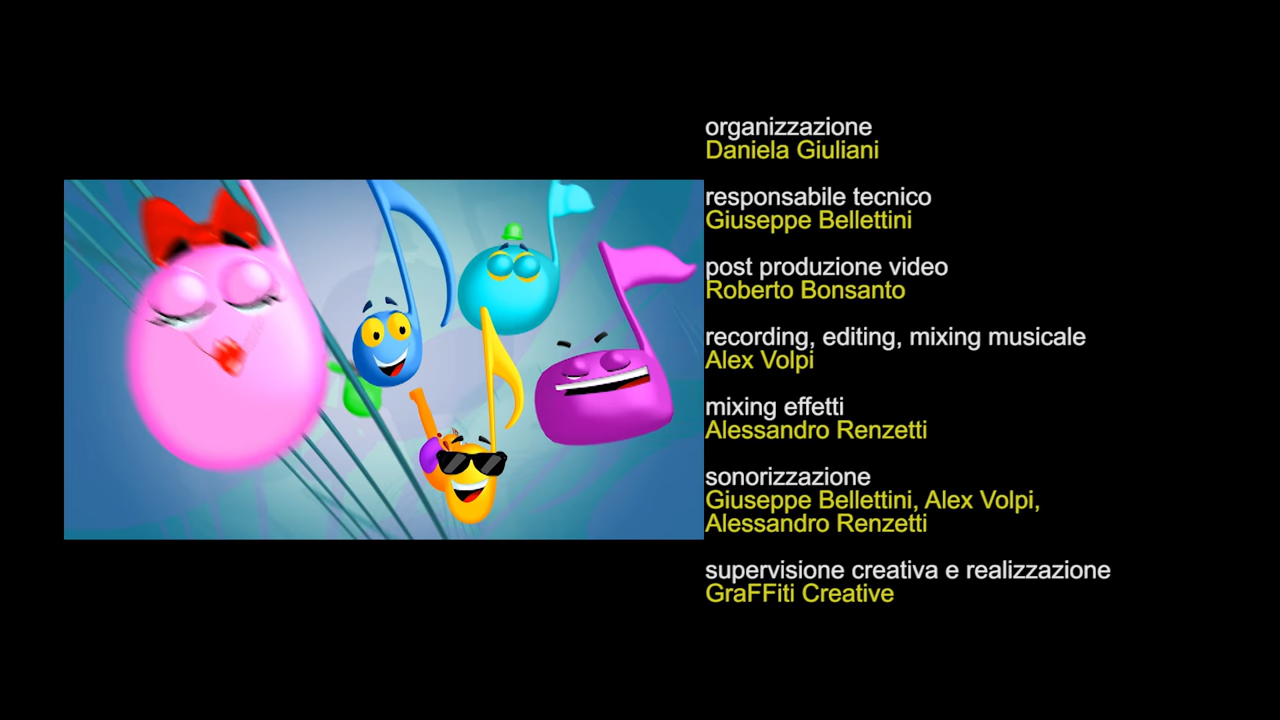 organizzazione
Daniela Giuliani
responsabile tecnico
Giuseppe Bellettini
post produzione video
Roberto Bonsanto
recording, editing, mixing musicale
Alex Volpi
mixing effetti
Alessandro Renzetti
sonorizzazione
Giuseppe Bellettini, Alex Volpi,
Alessandro Renzetti
supervisione creativa e realizzazione
GraFFiti Creative